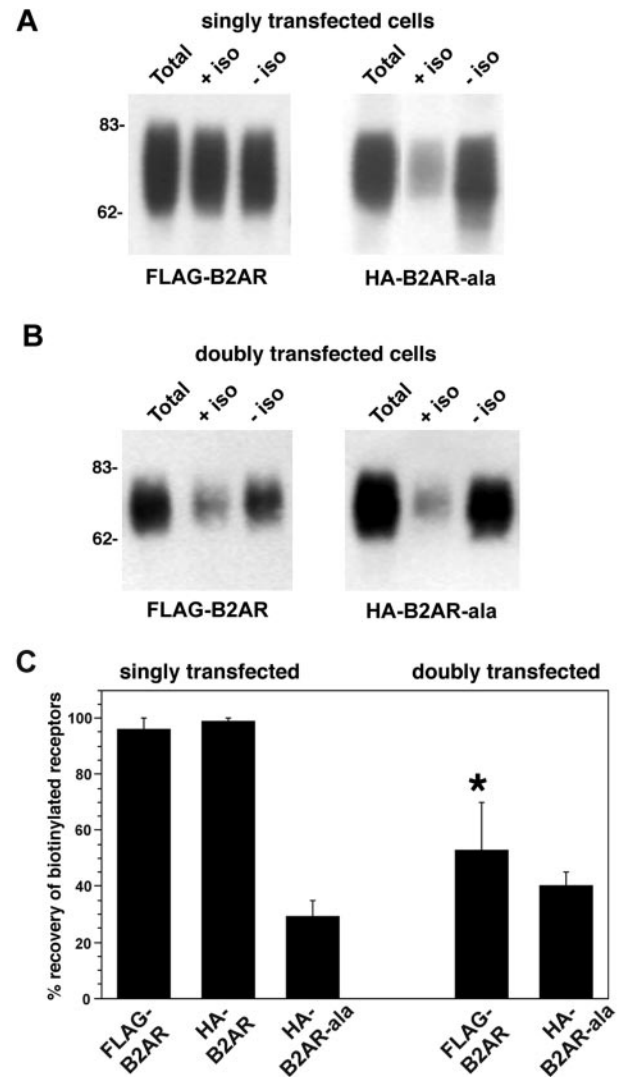 A
singly transfected cells
Total + iso - iso Total + iso - iso
83-
62-
FLAG-B2AR HA-B2AR-ala
B
doubly transfected cells
Total + iso - iso Total + iso - iso
83-
62-
FLAG-B2AR HA-B2AR-ala
C
singly transfected doubly transfected
% recovery of biotinylated receptors
100
80
60
40
20
0
*
FLAG-
B2AR
HA-
B2AR
HA-
B2AR-ala
FLAG-
B2AR
HA-
B2AR-ala